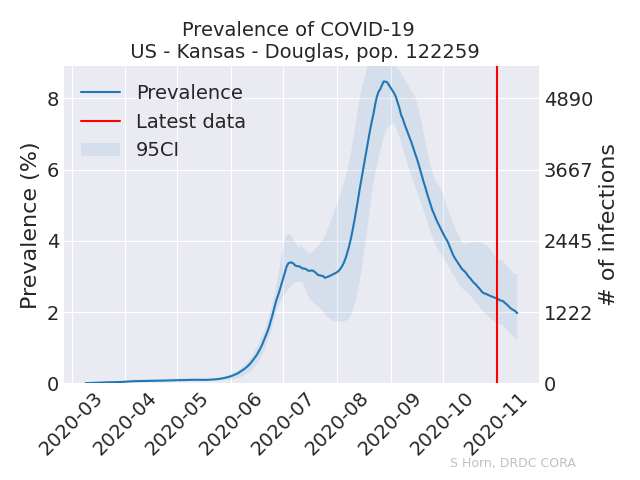 Prevalence of COVID-19
US - Kansas - Douglas, pop. 122259
Prevalence
Latest data
95CI
Prevalence (%)
8
6
4
2
0
4890
3667
2445
1222
0
# of infections
2020-03
2020-04
2020-05
2020-06
2020-07
2020-08
2020-09
2020-10
2020-11
S Horn, DRDC CORA